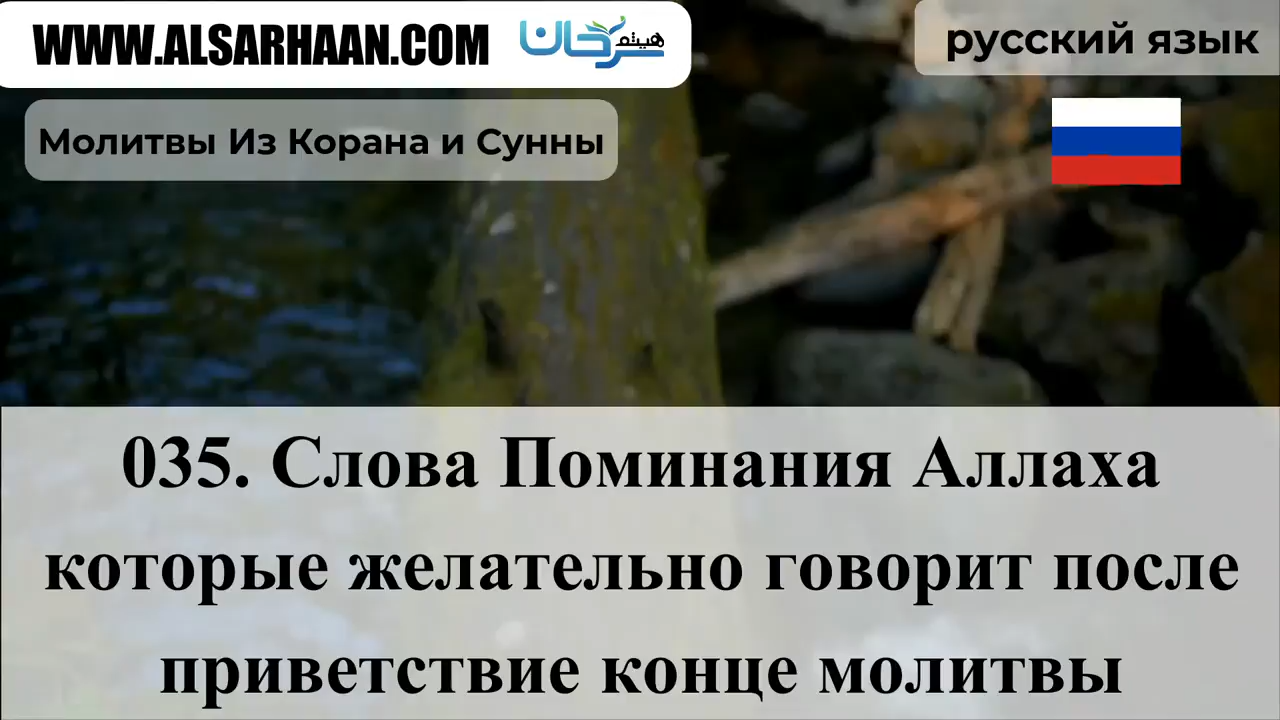 WWW.ALSARHAAN.COM
هيثم سرحان
русский язык
Молитвы Из Корана и Сунны
035. Слова Поминания Аллаха
которые желательно говорит после
приветствие конце молитвы